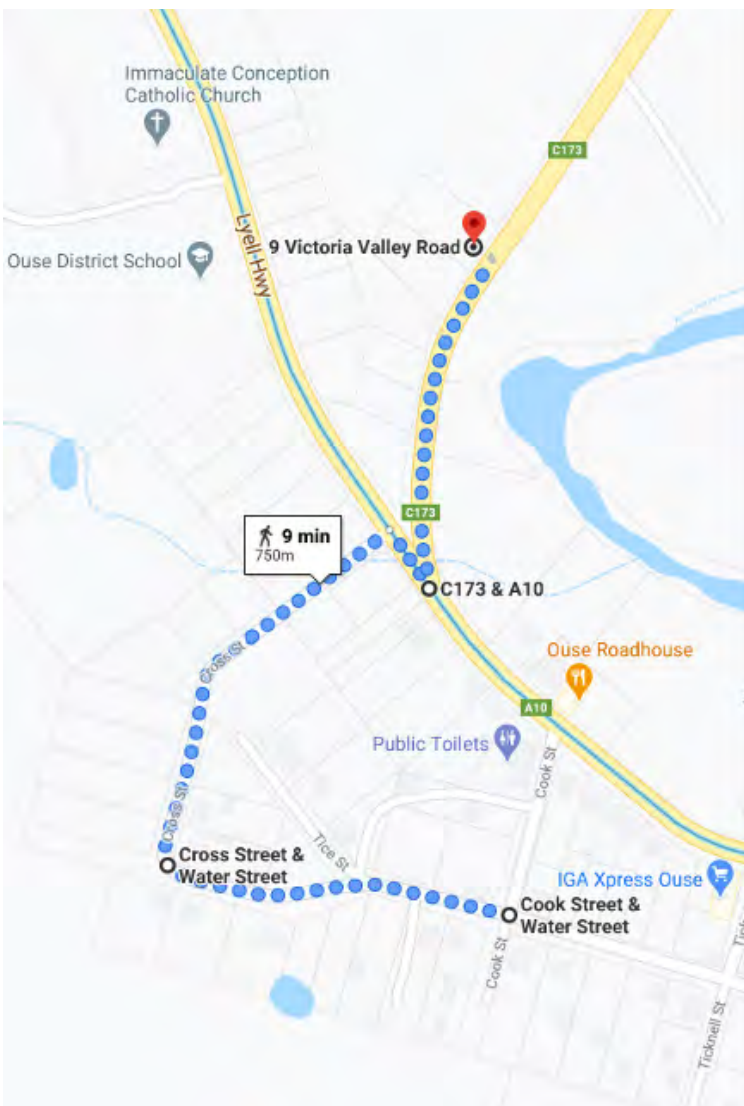 Immaculate Conception
Catholic Church
C173
Lyell Hwy
9 Victoria Valley Road
Ouse District School
C173
9 min
750m
C173 & A10
Cross St
Ouse Roadhouse
A10
Public Toilets
Cook St
Cross St
Tice St
Cross Street &
Water Street
IGA Xpress Ouse
Cook Street &
Water Street
Cook St
Ticknell St